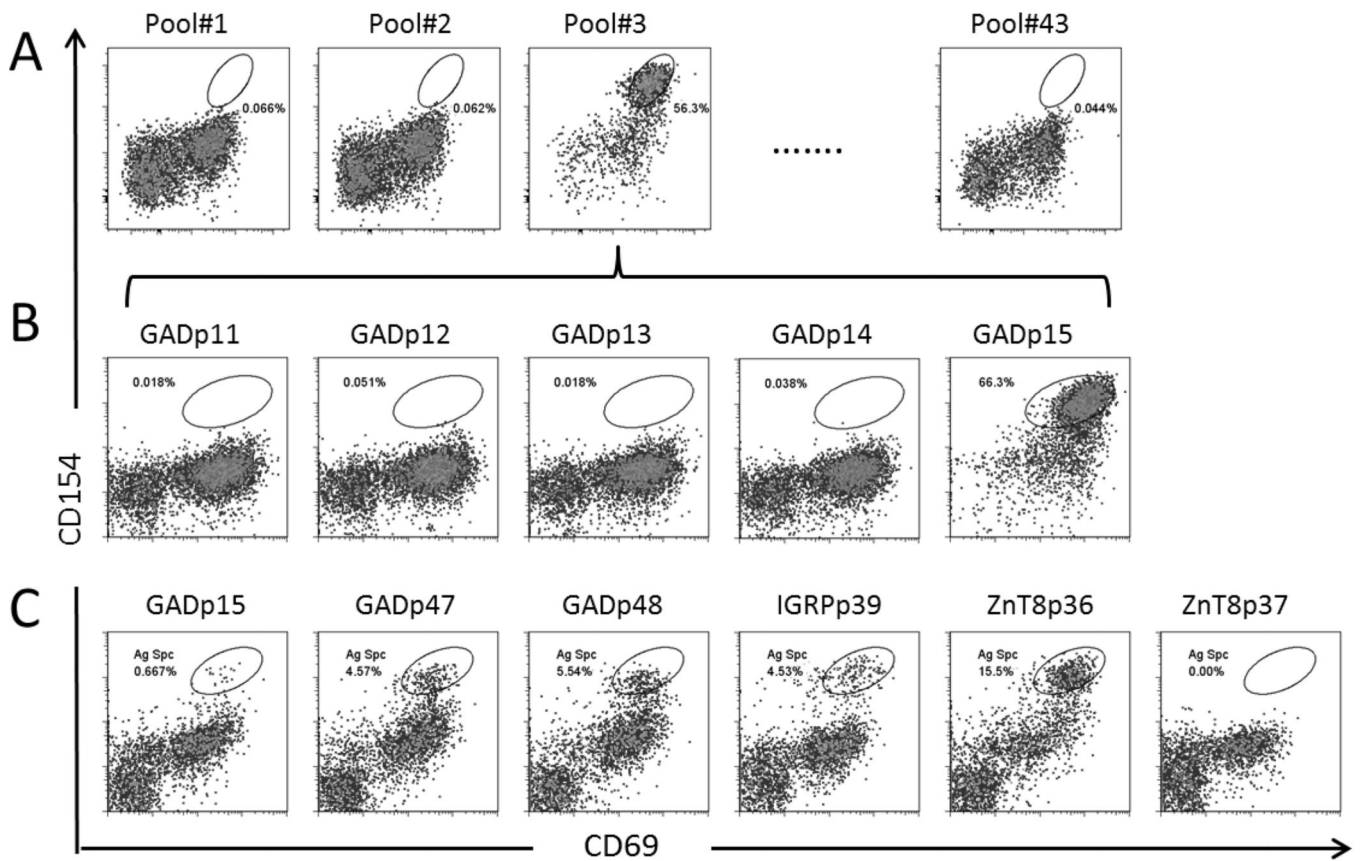 A
Pool#1
Pool#2
Pool#3
Pool#43
0.066%
0.062%
56.3%
0.044%
.......
B
GADp11
GADp12
GADp13
GADp14
GADp15
0.018%
0.051%
0.018%
0.038%
66.3%
CD154
C
GADp15
GADp47
GADp48
IGRPp39
ZnT8p36
ZnT8p37
Ag Spc
0.667%
Ag Spc
4.57%
Ag Spc
5.54%
Ag Spc
4.53%
Ag Spc
15.5%
Ag Spc
0.00%
CD69